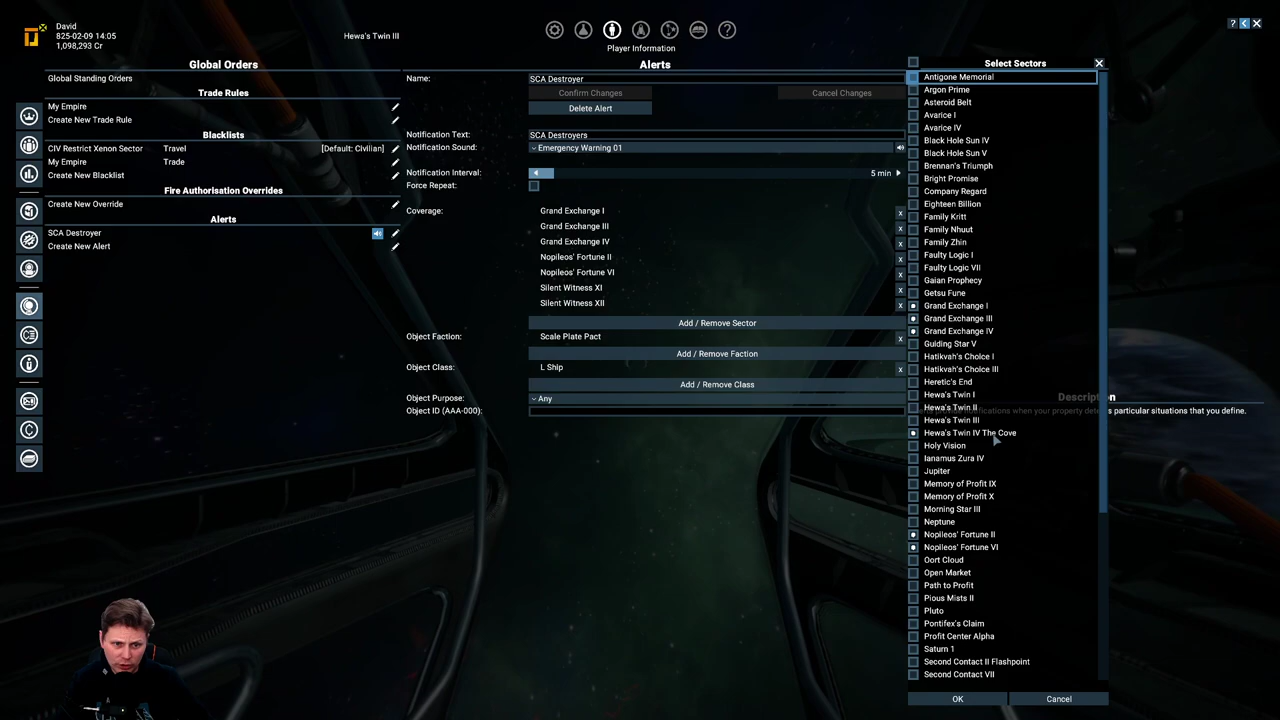 David
825-02-09 14:05
1,098,293 Cr
Hewa's Twin III
Player Information
? < X
Global Orders
Global Standing Orders
Trade Rules
My Empire
Create New Trade Rule
Blacklists
CIV Restrict Xenon Sector Travel [Default: Civilian]
My Empire Trade
Create New Blacklist
Fire Authorisation Overrides
Create New Override
Alerts
SCA Destroyer
Create New Alert
Alerts
Name: SCA Destroyer
Confirm Changes Cancel Changes
Delete Alert
Notification Text: SCA Destroyers
Notification Sound: Emergency Warning 01
Notification Interval: 5 min
Force Repeat:
Coverage: Grand Exchange I x
Grand Exchange III x
Grand Exchange IV x
Nopileos' Fortune II x
Nopileos' Fortune VI x
Silent Witness XI x
Silent Witness XII x
Add / Remove Sector
Object Faction: Scale Plate Pact x
Add / Remove Faction
Object Class: L Ship x
Add / Remove Class
Object Purpose: Any
Object ID (AAA-000):
Select Sectors
Antigone Memorial
Argon Prime
Asteroid Belt
Avarice I
Avarice IV
Black Hole Sun IV
Black Hole Sun V
Brennan's Triumph
Bright Promise
Company Regard
Eighteen Billion
Family Kritt
Family Nhuut
Family Zhin
Faulty Logic I
Faulty Logic VII
Gaian Prophecy
Getsu Fune
Grand Exchange I
Grand Exchange III
Grand Exchange IV
Guiding Star V
Hatikvah's Choice I
Hatikvah's Choice III
Heretic's End
Hewa's Twin I
Hewa's Twin II
Hewa's Twin III
Hewa's Twin IV The Cove
Holy Vision
Ianamus Zura IV
Jupiter
Memory of Profit IX
Memory of Profit X
Morning Star III
Neptune
Nopileos' Fortune II
Nopileos' Fortune VI
Oort Cloud
Open Market
Path to Profit
Pious Mists II
Pluto
Pontifex's Claim
Profit Center Alpha
Saturn 1
Second Contact II Flashpoint
Second Contact VII
OK Cancel
notifications when your property particular situations that you define.